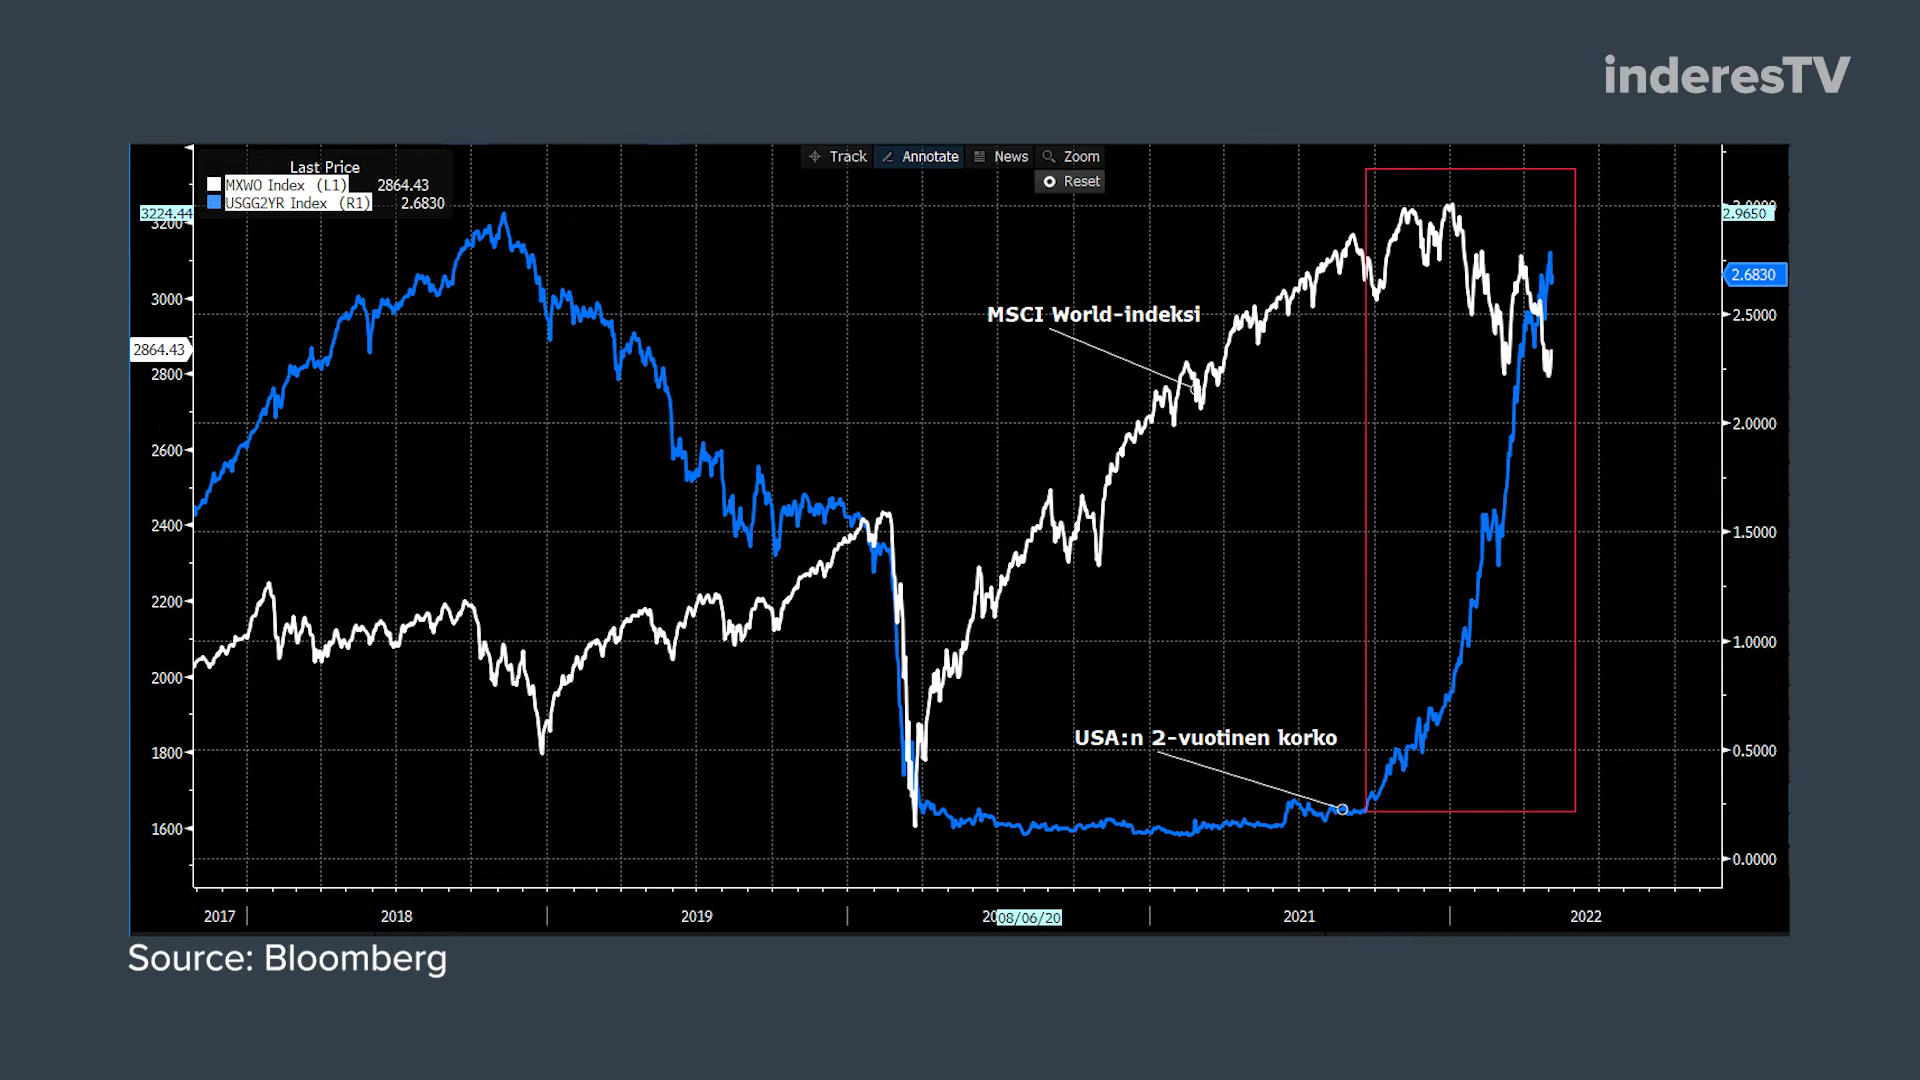 inderesTV
Last Price
MXWO Index (L1) 2864.43
USGG2YR Index (R1) 2.6830
Track Annotate News Zoom
Reset
3224.44
3200
3000
2864.43
2800
2600
2400
2200
2000
1800
1600
2.9650
2.6830
2.5000
2.0000
1.5000
1.0000
0.5000
0.0000
MSCI World-indeksi
USA:n 2-vuotinen korko
2017 2018 2019 08/06/20 2021 2022
Source: Bloomberg